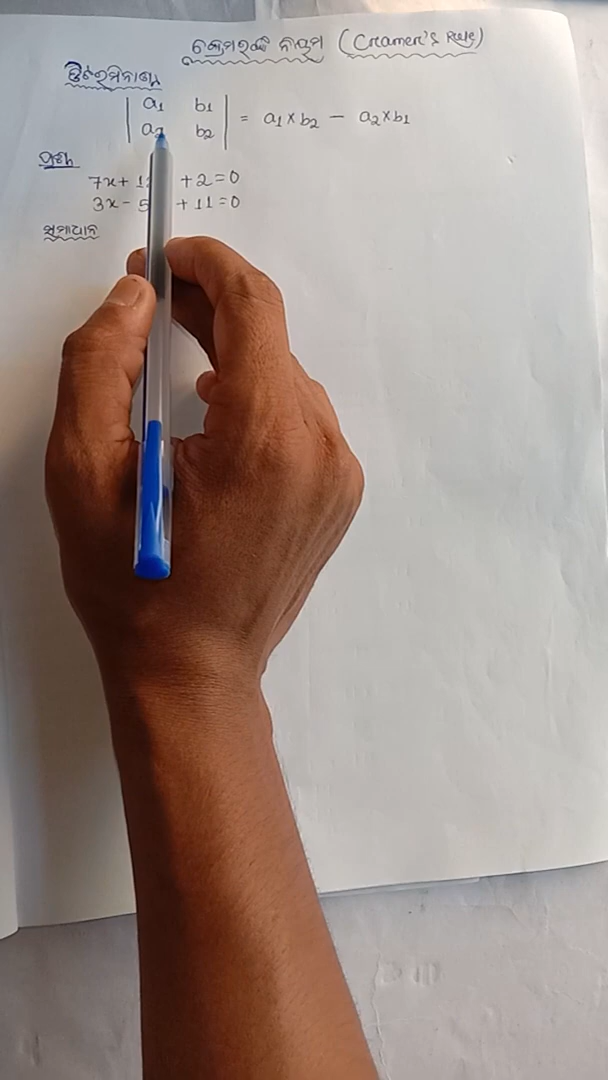 କ୍ରେମରଙ୍କ ନିୟମ (Cramer's Rule)
ଡିଟରମିନାଣ୍ଟ
| a₁ b₁ |
| a₂ b₂ | = a₁ × b₂ − a₂ × b₁
ପ୍ରଶ୍ନ
7x + 1 + 2 = 0
3x − 5 + 11 = 0
ସମାଧାନ